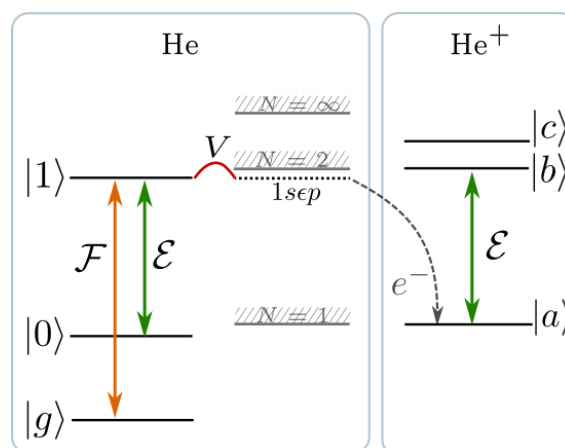 He
He⁺
N = ∞
|c⟩
V
N = 2
|b⟩
|1⟩
1sϵp
ℱ
ℰ
ℰ
e⁻
N = 1
|0⟩
|a⟩
|g⟩